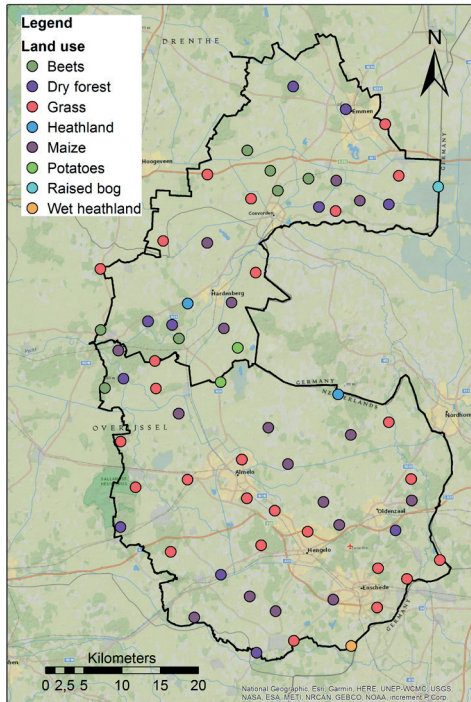 Legend
Land use
Beets
Dry forest
Grass
Heathland
Maize
Potatoes
Raised bog
Wet heathland
DRENTHE
N
Emmen
Hoogeveen
GERMANY
Coevorden
Hardenberg
GERMANY
NETHERLANDS
Nordhorn
OVERIJSSEL
Almelo
Oldenzaal
Hengelo
Enschede
GERMANY
Kilometers
0 2,5 5 10 15 20
National Geographic, Esri, Garmin, HERE, UNEP-WCMC, USGS,
NASA, ESA, METI, NRCAN, GEBCO, NOAA, increment P Corp.